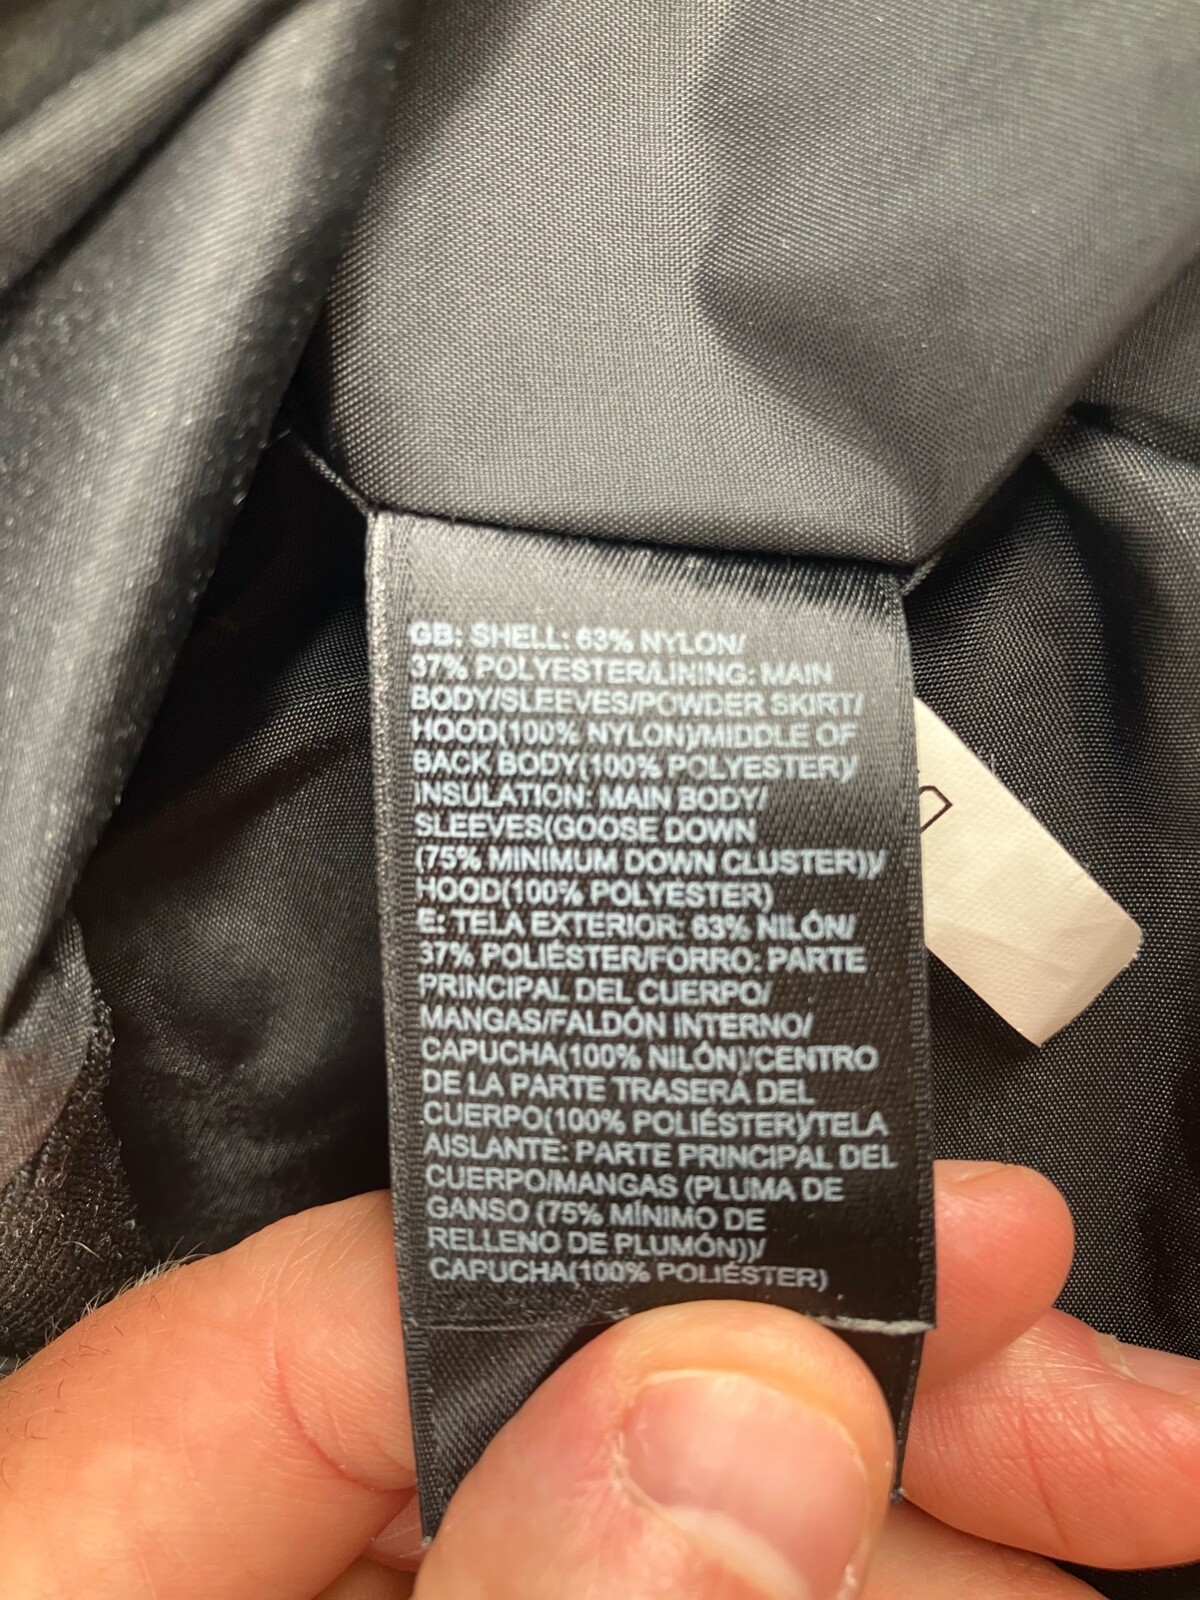 GB: SHELL: 63% NYLON/
37% POLYESTER/LINING: MAIN
BODY/SLEEVES/POWDER SKIRT/
HOOD(100% NYLON)/MIDDLE OF
BACK BODY(100% POLYESTER)/
INSULATION: MAIN BODY/
SLEEVES(GOOSE DOWN
(75% MINIMUM DOWN CLUSTER))/
HOOD(100% POLYESTER)
E: TELA EXTERIOR: 63% NILÓN/
37% POLIÉSTER/FORRO: PARTE
PRINCIPAL DEL CUERPO/
MANGAS/FALDÓN INTERNO/
CAPUCHA(100% NILÓN)/CENTRO
DE LA PARTE TRASERA DEL
CUERPO(100% POLIÉSTER)/TELA
AISLANTE: PARTE PRINCIPAL DEL
CUERPO/MANGAS (PLUMA DE
GANSO (75% MÍNIMO DE
RELLENO DE PLUMÓN))/
CAPUCHA(100% POLIÉSTER)